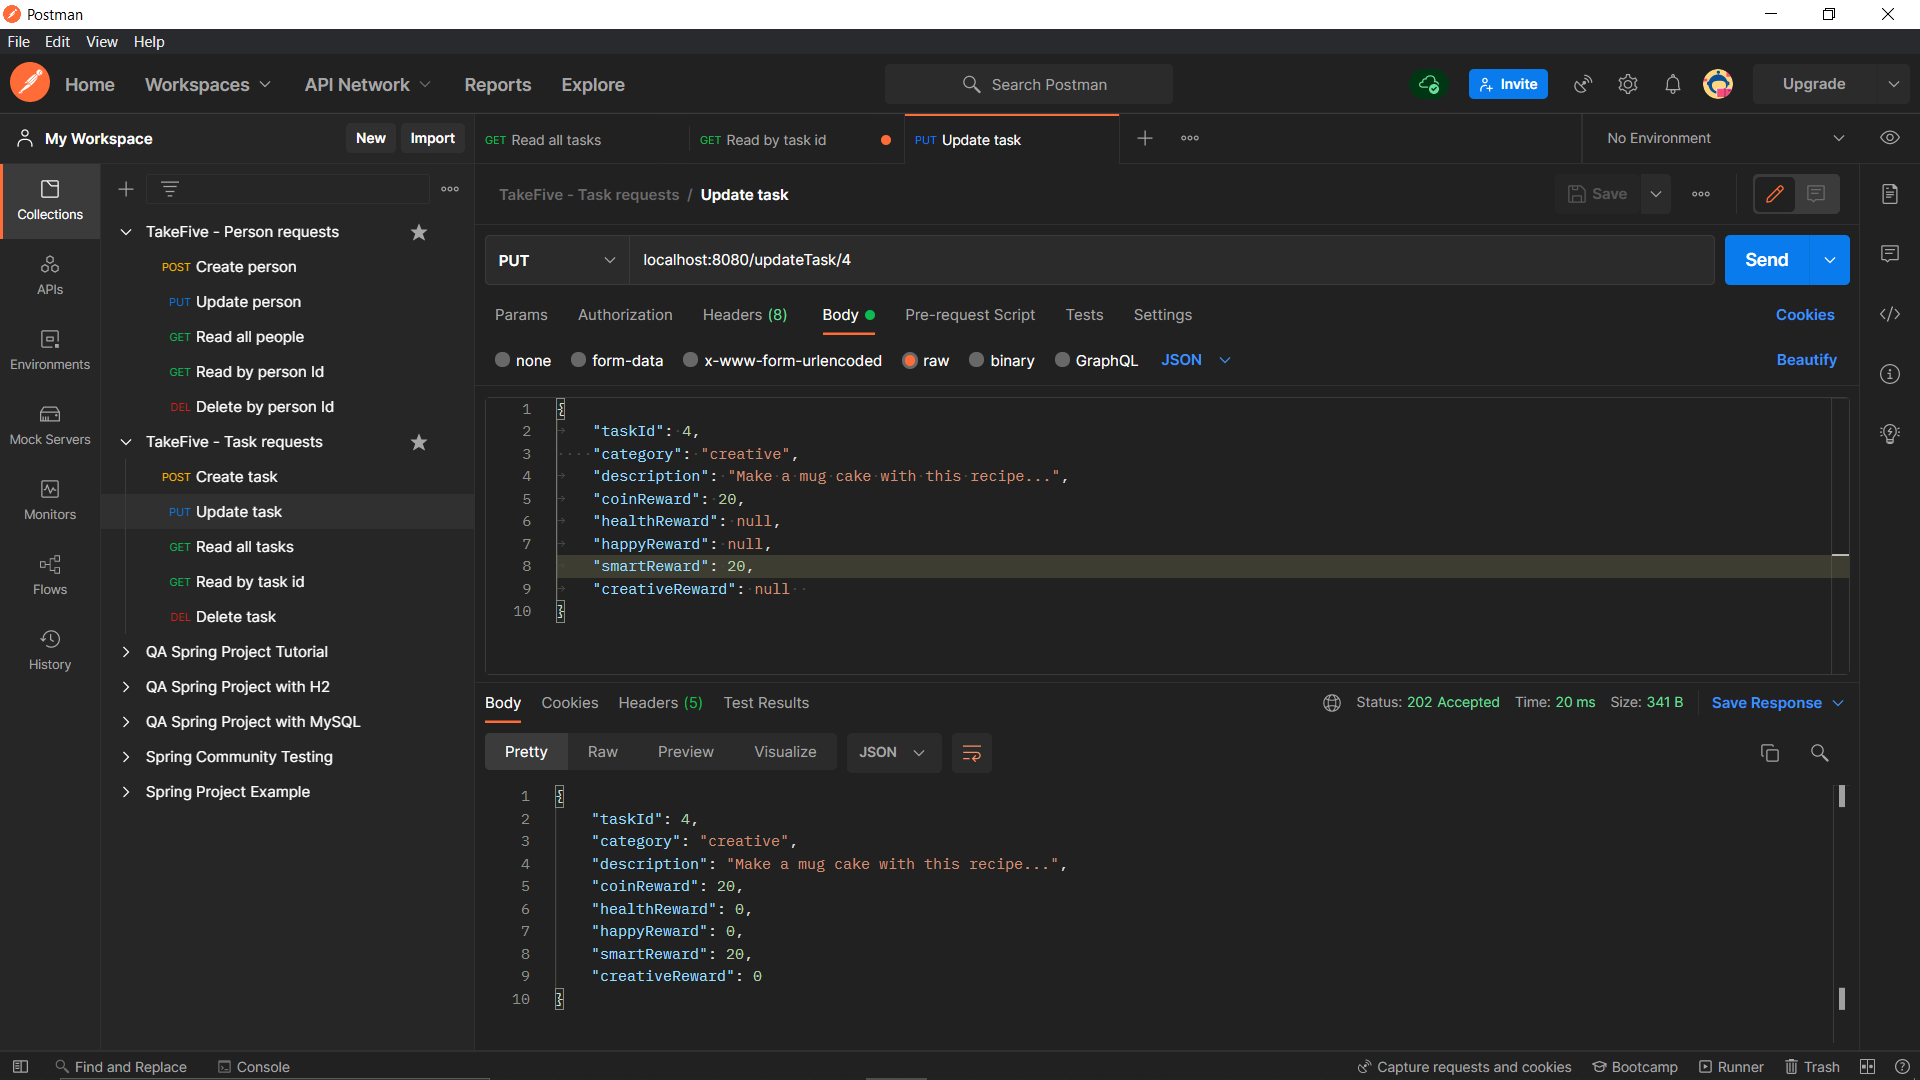 Postman
File Edit View Help
Home Workspaces API Network Reports Explore Search Postman Invite Upgrade
My Workspace New Import
GET Read all tasks GET Read by task id PUT Update task No Environment
Collections
APIs
Environments
Mock Servers
Monitors
Flows
History
TakeFive - Person requests
POST Create person
PUT Update person
GET Read all people
GET Read by person Id
DEL Delete by person Id
TakeFive - Task requests
POST Create task
PUT Update task
GET Read all tasks
GET Read by task id
DEL Delete task
QA Spring Project Tutorial
QA Spring Project with H2
QA Spring Project with MySQL
Spring Community Testing
Spring Project Example
TakeFive - Task requests / Update task Save
PUT localhost:8080/updateTask/4 Send
Params Authorization Headers (8) Body Pre-request Script Tests Settings Cookies
none form-data x-www-form-urlencoded raw binary GraphQL JSON Beautify
1 {
2 "taskId": 4,
3 "category": "creative",
4 "description": "Make a mug cake with this recipe...",
5 "coinReward": 20,
6 "healthReward": null,
7 "happyReward": null,
8 "smartReward": 20,
9 "creativeReward": null
10 }
Body Cookies Headers (5) Test Results Status: 202 Accepted Time: 20 ms Size: 341 B Save Response
Pretty Raw Preview Visualize JSON
1 {
2 "taskId": 4,
3 "category": "creative",
4 "description": "Make a mug cake with this recipe...",
5 "coinReward": 20,
6 "healthReward": 0,
7 "happyReward": 0,
8 "smartReward": 20,
9 "creativeReward": 0
10 }
Find and Replace Console Capture requests and cookies Bootcamp Runner Trash